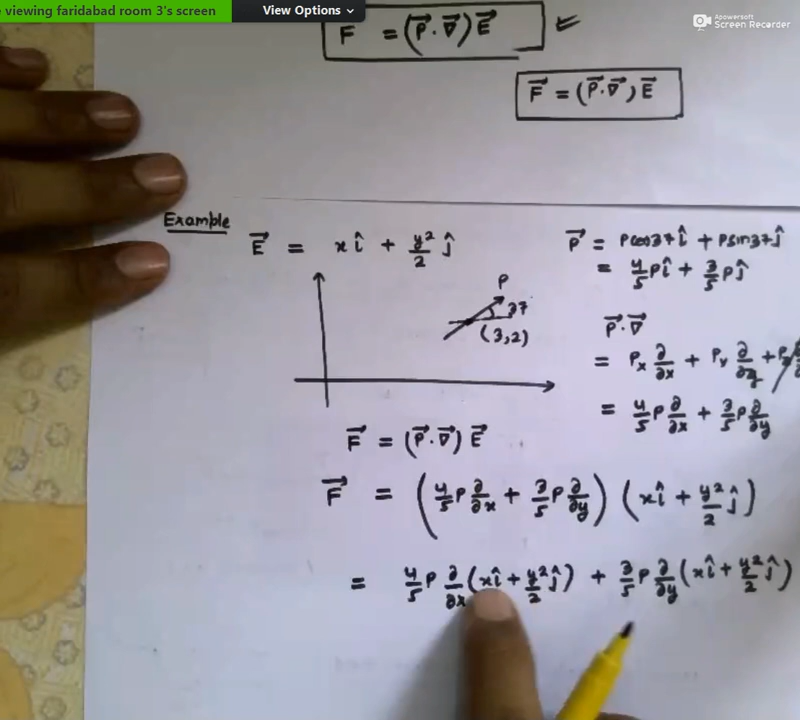 viewing faridabad room 3's screen
View Options
Apowersoft
Screen Recorder
F⃗ = (P⃗ · ∇⃗) E⃗
F⃗ = (P⃗·∇⃗) E⃗
Example
E⃗ = x î + y²/2 ĵ
P
37
(3,2)
P⃗ = Pcos37 î + Psin37 ĵ
= 4/5 P î + 3/5 P ĵ
P⃗·∇⃗
= Pₓ ∂/∂x + Pᵧ ∂/∂y +
= 4/5 P ∂/∂x + 3/5 P ∂/∂y
F⃗ = (P⃗·∇⃗) E⃗
F⃗ = (4/5 P ∂/∂x + 3/5 P ∂/∂y) (x î + y²/2 ĵ)
= 4/5 P ∂/∂x (x î + y²/2 ĵ) + 3/5 P ∂/∂y (x î + y²/2 ĵ)